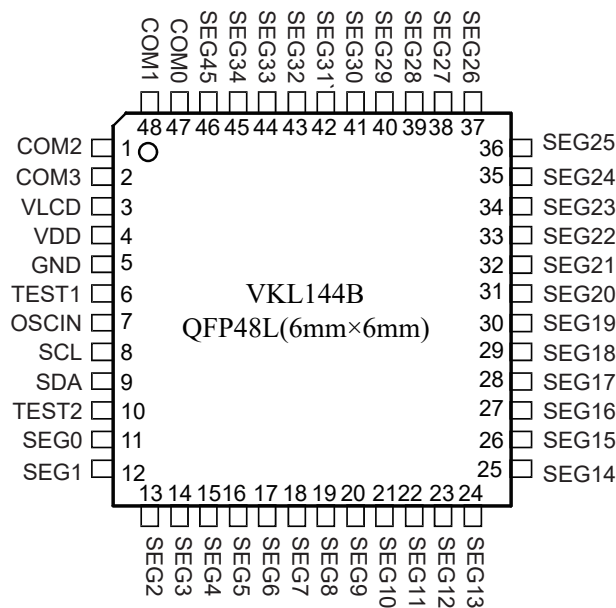 COM1
COM0
SEG45
SEG34
SEG33
SEG32
SEG31`
SEG30
SEG29
SEG28
SEG27
SEG26
48 47 46 45 44 43 42 41 40 39 38 37
COM2 1 36 SEG25
COM3 2 35 SEG24
VLCD 3 34 SEG23
VDD 4 33 SEG22
GND 5 32 SEG21
TEST1 6 31 SEG20
OSCIN 7 30 SEG19
SCL 8 29 SEG18
SDA 9 28 SEG17
TEST2 10 27 SEG16
SEG0 11 26 SEG15
SEG1 12 25 SEG14
VKL144B
QFP48L(6mm×6mm)
13 14 15 16 17 18 19 20 21 22 23 24
SEG2
SEG3
SEG4
SEG5
SEG6
SEG7
SEG8
SEG9
SEG10
SEG11
SEG12
SEG13